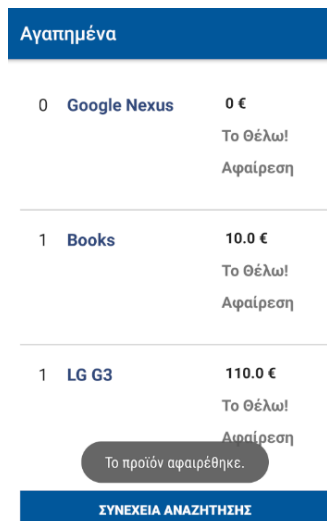 Αγαπημένα
0 Google Nexus 0 €
Το Θέλω!
Αφαίρεση
1 Books 10.0 €
Το Θέλω!
Αφαίρεση
1 LG G3 110.0 €
Το Θέλω!
Αφαίρεση
Το προϊόν αφαιρέθηκε.
ΣΥΝΕΧΕΙΑ ΑΝΑΖΗΤΗΣΗΣ